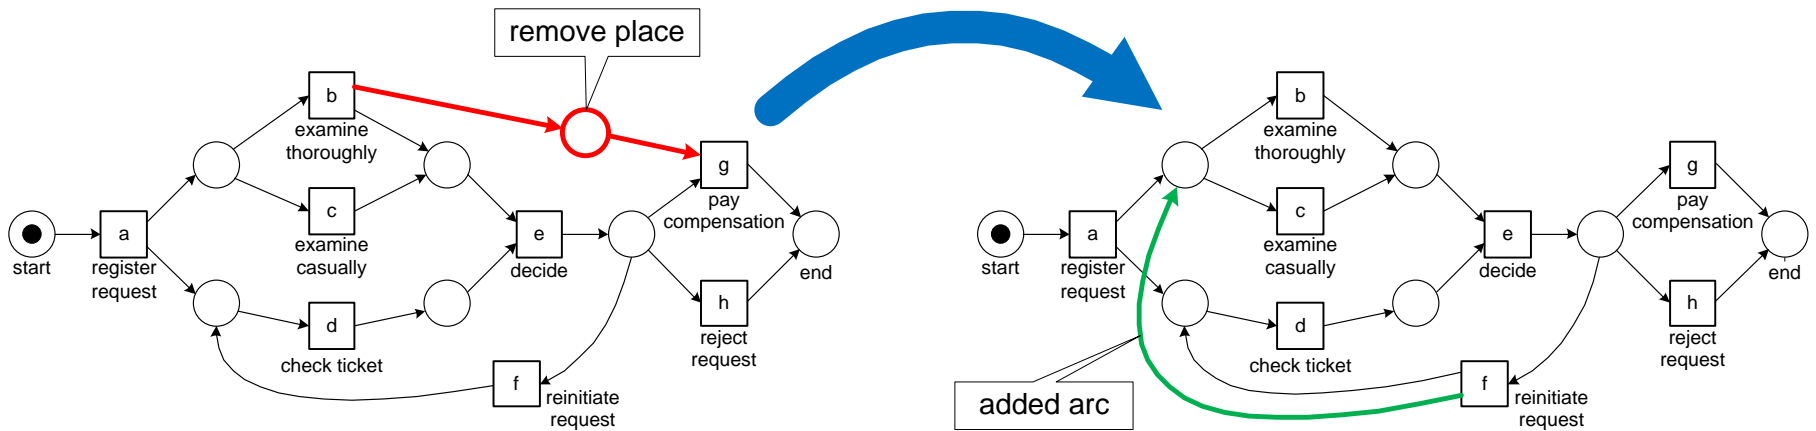 remove place
b
examine
thoroughly
g
pay
compensation
c
examine
casually
a
register
request
start
e
decide
end
d
check ticket
h
reject
request
f
reinitiate
request
b
examine
thoroughly
g
pay
compensation
c
examine
casually
a
register
request
start
e
decide
end
d
check ticket
h
reject
request
f
reinitiate
request
added arc